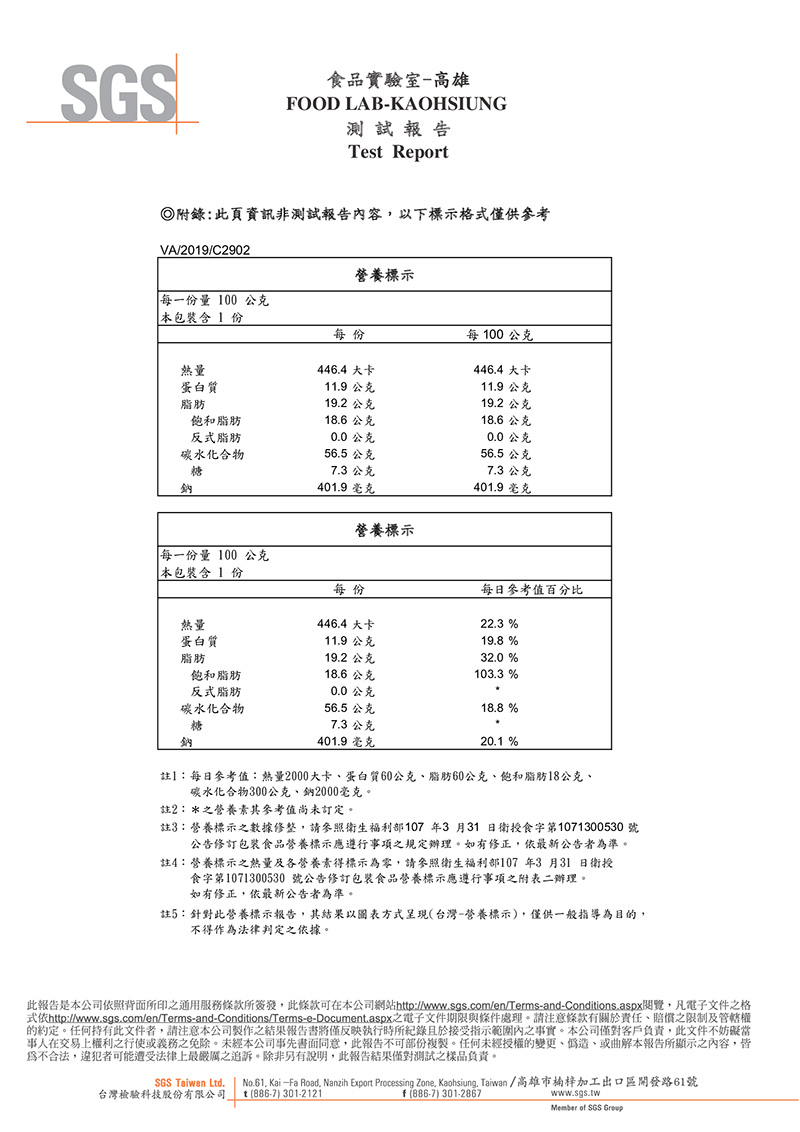 SGS
食品實驗室-高雄
FOOD LAB-KAOHSIUNG
測 試 報 告
Test Report
◎附錄:此頁資訊非測試報告內容，以下標示格式僅供參考
VA/2019/C2902
營養標示
每一份量 100 公克
本包裝含 1 份
每 份 每 100 公克
熱量 446.4 大卡 446.4 大卡
蛋白質 11.9 公克 11.9 公克
脂肪 19.2 公克 19.2 公克
飽和脂肪 18.6 公克 18.6 公克
反式脂肪 0.0 公克 0.0 公克
碳水化合物 56.5 公克 56.5 公克
糖 7.3 公克 7.3 公克
鈉 401.9 毫克 401.9 毫克
營養標示
每一份量 100 公克
本包裝含 1 份
每 份 每日參考值百分比
熱量 446.4 大卡 22.3 %
蛋白質 11.9 公克 19.8 %
脂肪 19.2 公克 32.0 %
飽和脂肪 18.6 公克 103.3 %
反式脂肪 0.0 公克 *
碳水化合物 56.5 公克 18.8 %
糖 7.3 公克 *
鈉 401.9 毫克 20.1 %
註1：每日參考值：熱量2000大卡、蛋白質60公克、脂肪60公克、飽和脂肪18公克、
碳水化合物300公克、鈉2000毫克。
註2：＊之營養素其參考值尚未訂定。
註3：營養標示之數據修整，請參照衛生福利部107 年3 月31 日衛授食字第1071300530 號
公告修訂包裝食品營養標示應遵行事項之規定辦理。如有修正，依最新公告者為準。
註4：營養標示之熱量及各營養素得標示為零，請參照衛生福利部107 年3 月31 日衛授
食字第1071300530 號公告修訂包裝食品營養標示應遵行事項之附表二辦理。
如有修正，依最新公告者為準。
註5：針對此營養標示報告，其結果以圖表方式呈現(台灣-營養標示)，僅供一般指導為目的，
不得作為法律判定之依據。
此報告是本公司依照背面所印之通用服務條款所簽發，此條款可在本公司網站http://www.sgs.com/en/Terms-and-Conditions.aspx閱覽，凡電子文件之格
式依http://www.sgs.com/en/Terms-and-Conditions/Terms-e-Document.aspx之電子文件期限與條件處理。請注意條款有關於責任、賠償之限制及管轄權
的約定。任何持有此文件者，請注意本公司製作之結果報告書將僅反映執行時所紀錄且於接受指示範圍內之事實。本公司僅對客戶負責，此文件不妨礙當
事人在交易上權利之行使或義務之免除。未經本公司事先書面同意，此報告不可部份複製。任何未經授權的變更、偽造、或曲解本報告所顯示之內容，皆
為不合法，違犯者可能遭受法律上最嚴厲之追訴。除非另有說明，此報告結果僅對測試之樣品負責。
SGS Taiwan Ltd. No.61, Kai－Fa Road, Nanzih Export Processing Zone, Kaohsiung, Taiwan /高雄市楠梓加工出口區開發路61號
台灣檢驗科技股份有限公司 t (886-7) 301-2121 f (886-7) 301-2867 www.sgs.tw
Member of SGS Group